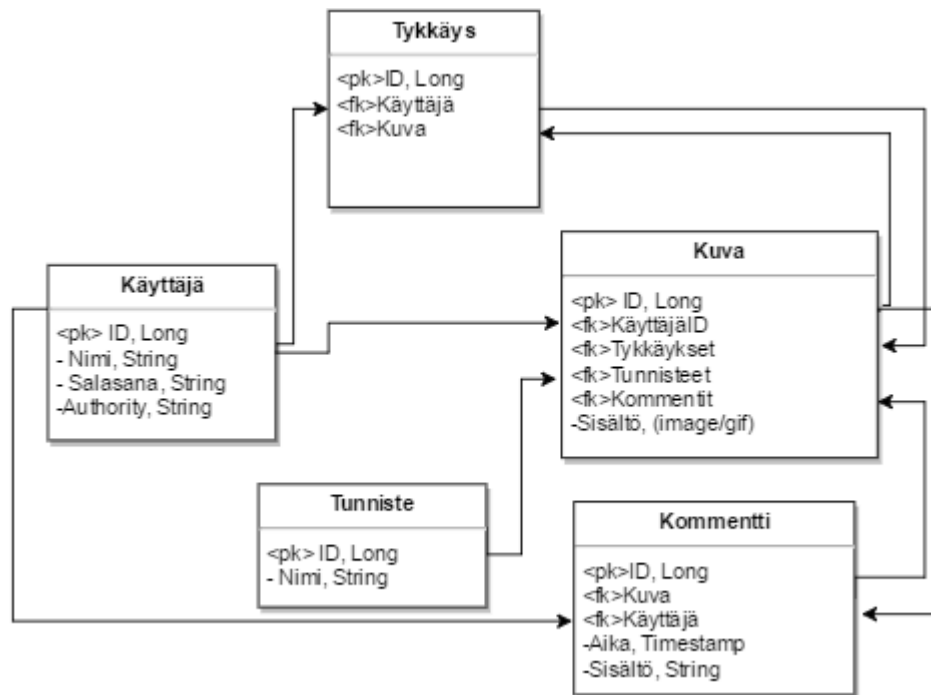 Tykkäys
<pk>ID, Long
<fk>Käyttäjä
<fk>Kuva
Käyttäjä
<pk> ID, Long
- Nimi, String
- Salasana, String
-Authority, String
Kuva
<pk> ID, Long
<fk>KäyttäjäID
<fk>Tykkäykset
<fk>Tunnisteet
<fk>Kommentit
-Sisältö, (image/gif)
Tunniste
<pk> ID, Long
- Nimi, String
Kommentti
<pk>ID, Long
<fk>Kuva
<fk>Käyttäjä
-Aika, Timestamp
-Sisältö, String